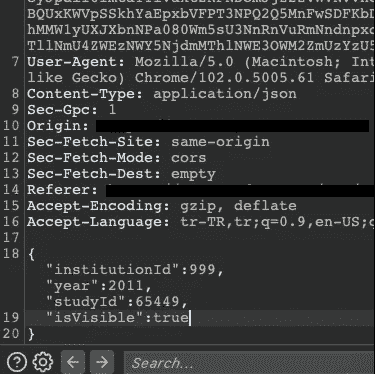 BQUxKWVpSSkhYaEpxbVFPT3NPQ2Q5MnFwSDFKbD
hMMW1yUXJXbnNPa080Wm5sU3NnRnVuRmNndnpxd
TllNmU4ZWEzNWY5NjdmMThlNWE3OWM2ZmUzYzU5
7 User-Agent: Mozilla/5.0 (Macintosh; Int
like Gecko) Chrome/102.0.5005.61 Safari
8 Content-Type: application/json
9 Sec-Gpc: 1
10 Origin:
11 Sec-Fetch-Site: same-origin
12 Sec-Fetch-Mode: cors
13 Sec-Fetch-Dest: empty
14 Referer:
15 Accept-Encoding: gzip, deflate
16 Accept-Language: tr-TR,tr;q=0.9,en-US;q
17
18 {
"institutionId":999,
"year":2011,
"studyId":65449,
19 "isVisible":true
20 }
Search...